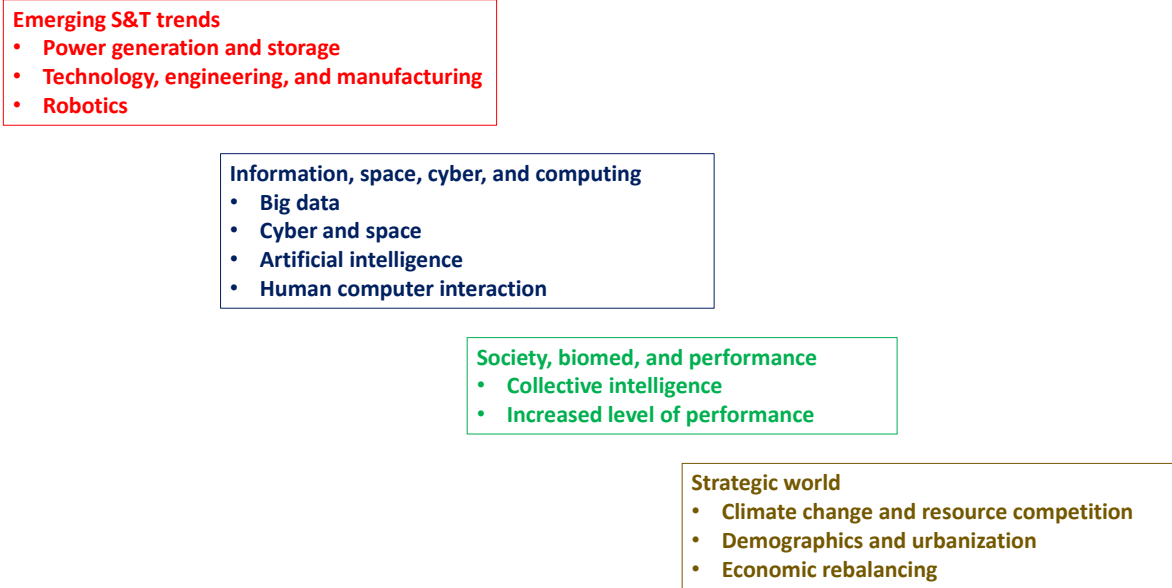 Emerging S&T trends
• Power generation and storage
• Technology, engineering, and manufacturing
• Robotics
Information, space, cyber, and computing
• Big data
• Cyber and space
• Artificial intelligence
• Human computer interaction
Society, biomed, and performance
• Collective intelligence
• Increased level of performance
Strategic world
• Climate change and resource competition
• Demographics and urbanization
• Economic rebalancing